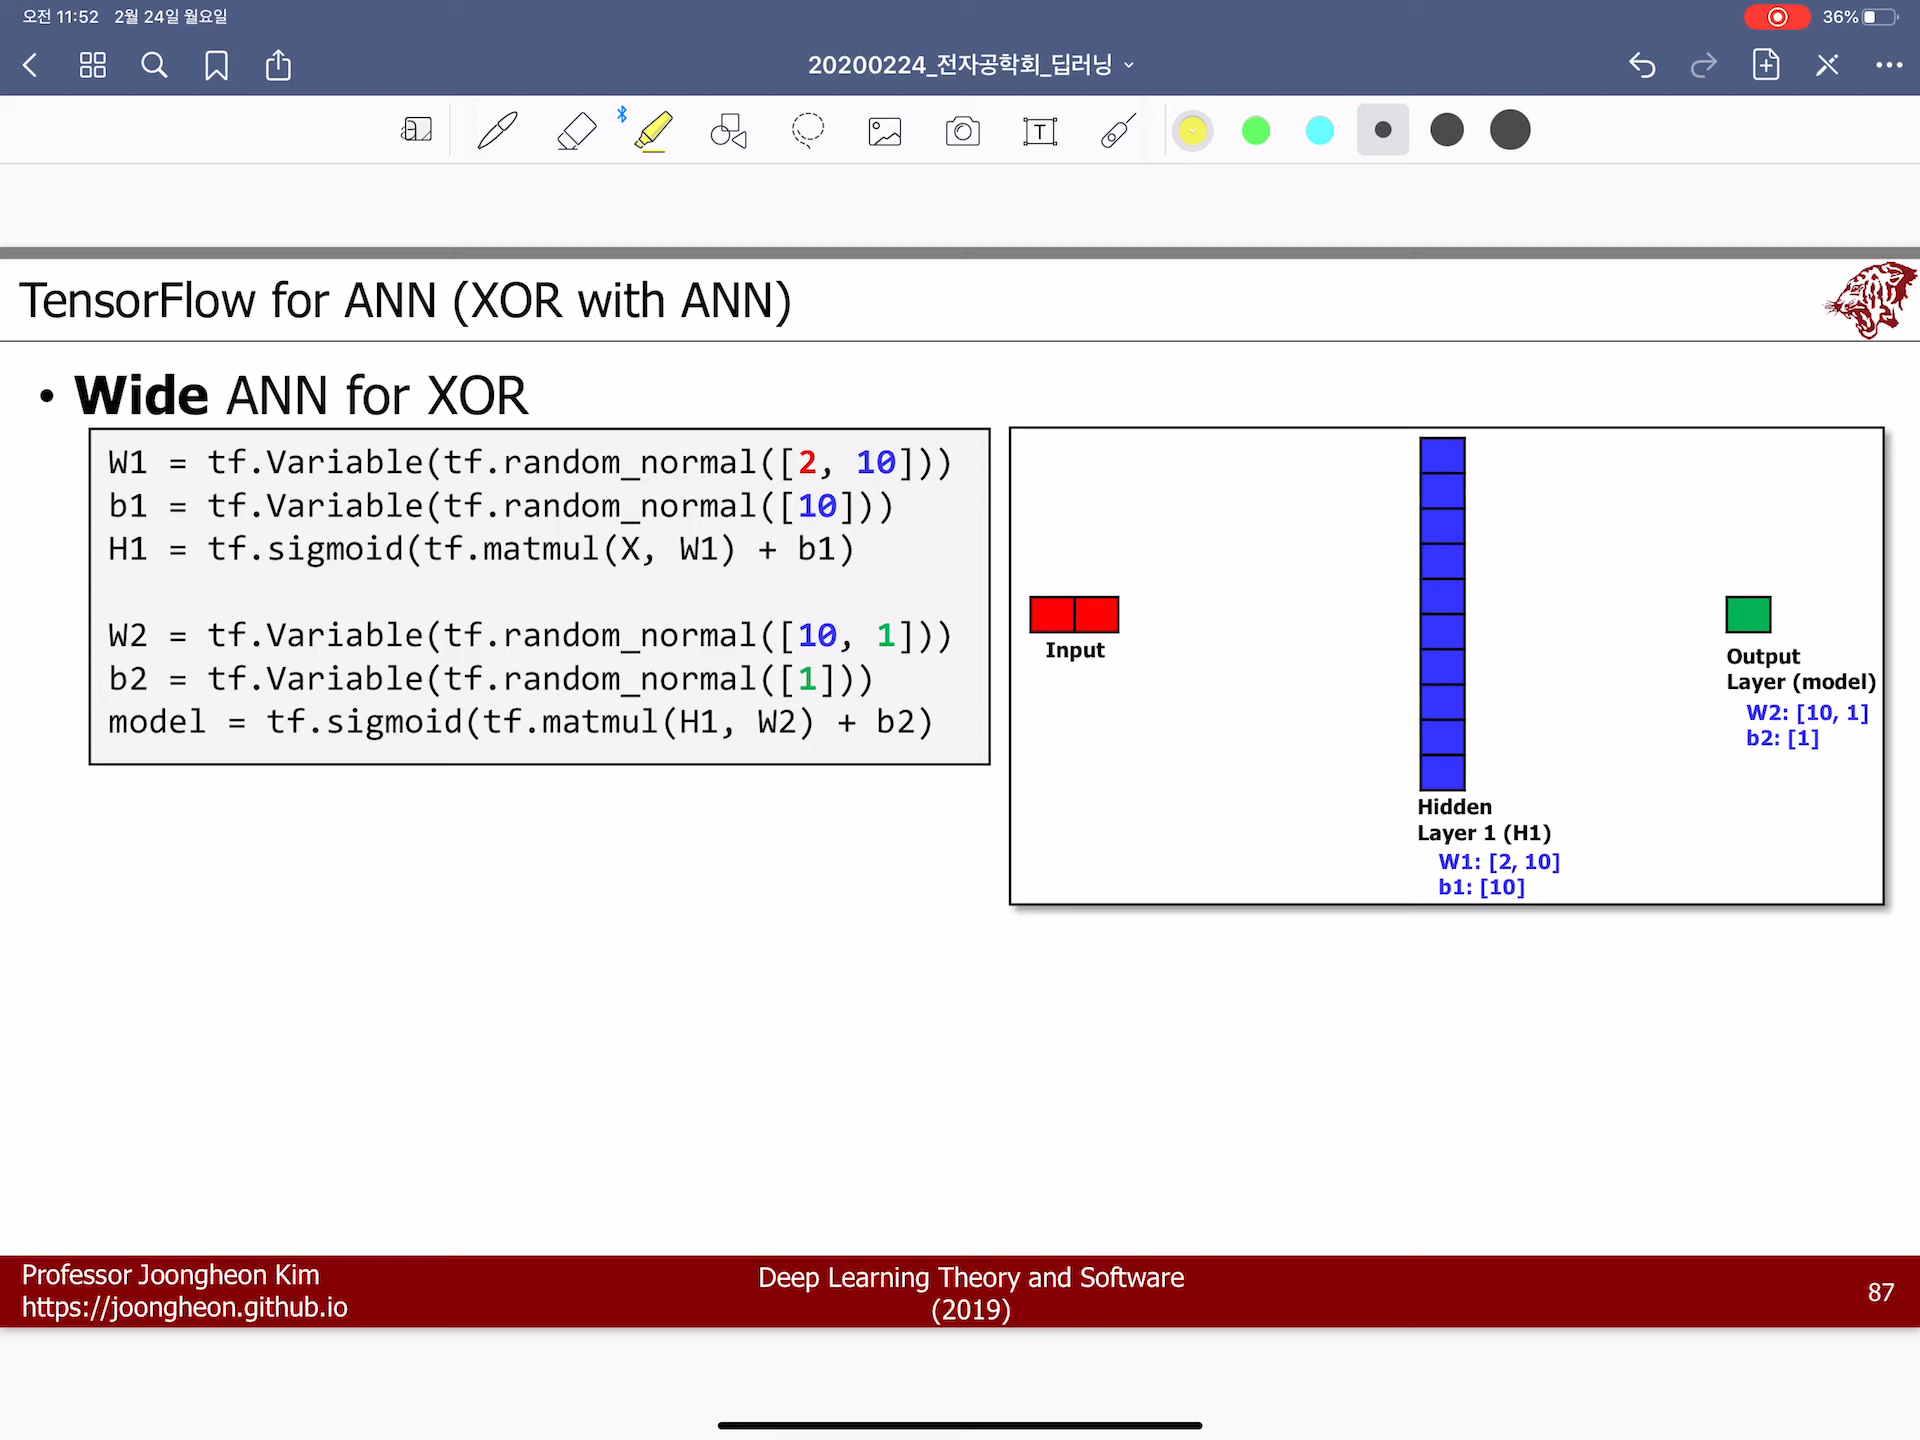 오전 11:52 2월 24일 월요일
36%
20200224_전자공학회_딥러닝
TensorFlow for ANN (XOR with ANN)
• Wide ANN for XOR
W1 = tf.Variable(tf.random_normal([2, 10]))
b1 = tf.Variable(tf.random_normal([10]))
H1 = tf.sigmoid(tf.matmul(X, W1) + b1)
W2 = tf.Variable(tf.random_normal([10, 1]))
b2 = tf.Variable(tf.random_normal([1]))
model = tf.sigmoid(tf.matmul(H1, W2) + b2)
Input
Hidden
Layer 1 (H1)
W1: [2, 10]
b1: [10]
Output
Layer (model)
W2: [10, 1]
b2: [1]
Professor Joongheon Kim
https://joongheon.github.io
Deep Learning Theory and Software
(2019)
87